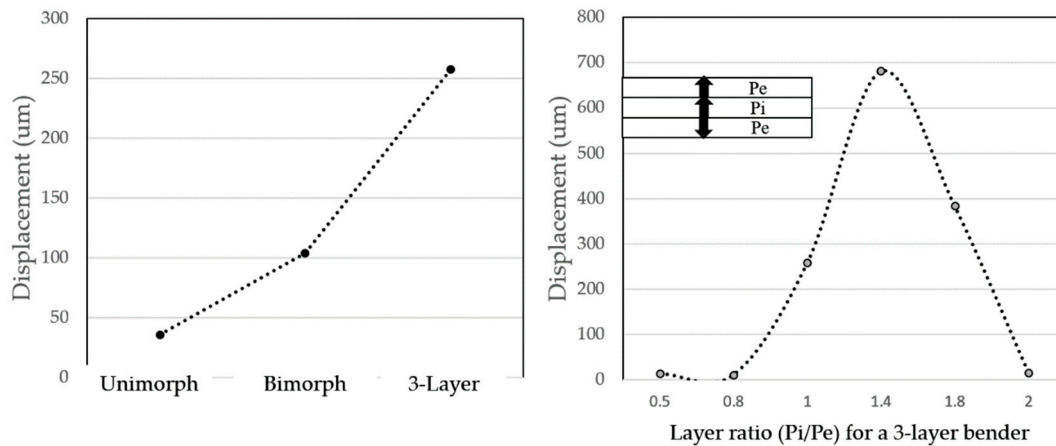 300
250
200
150
100
50
0
Displacement (um)
Unimorph Bimorph 3-Layer
800
700
600
500
400
300
200
100
0
Displacement (um)
Pe
Pi
Pe
0.5 0.8 1 1.4 1.8 2
Layer ratio (Pi/Pe) for a 3-layer bender